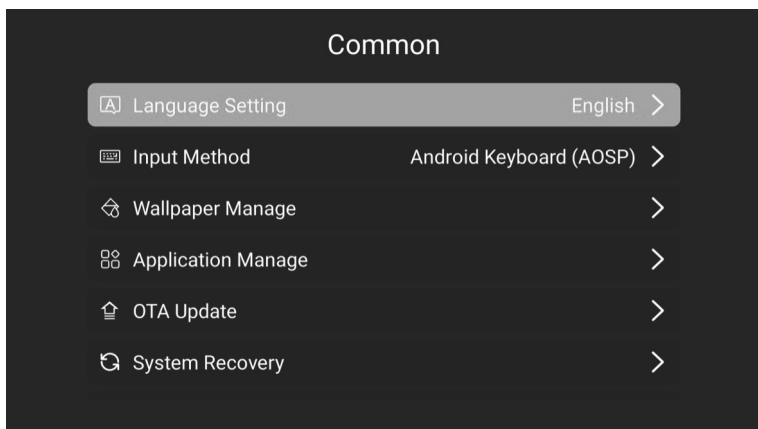 Common
Language Setting English
Input Method Android Keyboard (AOSP)
Wallpaper Manage
Application Manage
OTA Update
System Recovery